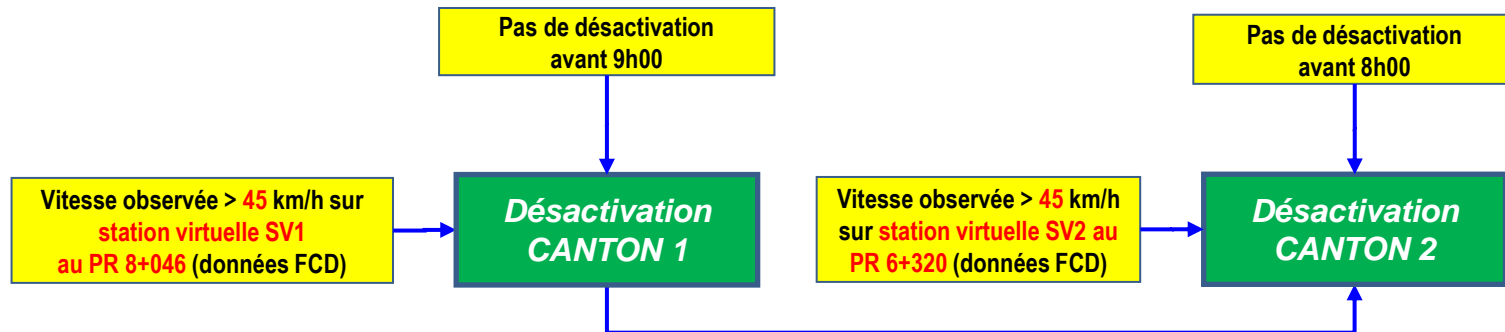 Pas de désactivation
avant 9h00
Pas de désactivation
avant 8h00
Vitesse observée > 45 km/h sur
station virtuelle SV1
au PR 8+046 (données FCD)
Désactivation
CANTON 1
Vitesse observée > 45 km/h
sur station virtuelle SV2 au
PR 6+320 (données FCD)
Désactivation
CANTON 2